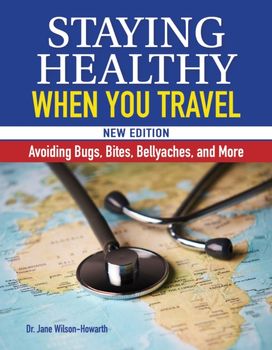 STAYING
HEALTHY
WHEN YOU TRAVEL
NEW EDITION
Avoiding Bugs, Bites, Bellyaches, and More
Dr. Jane Wilson-Howarth